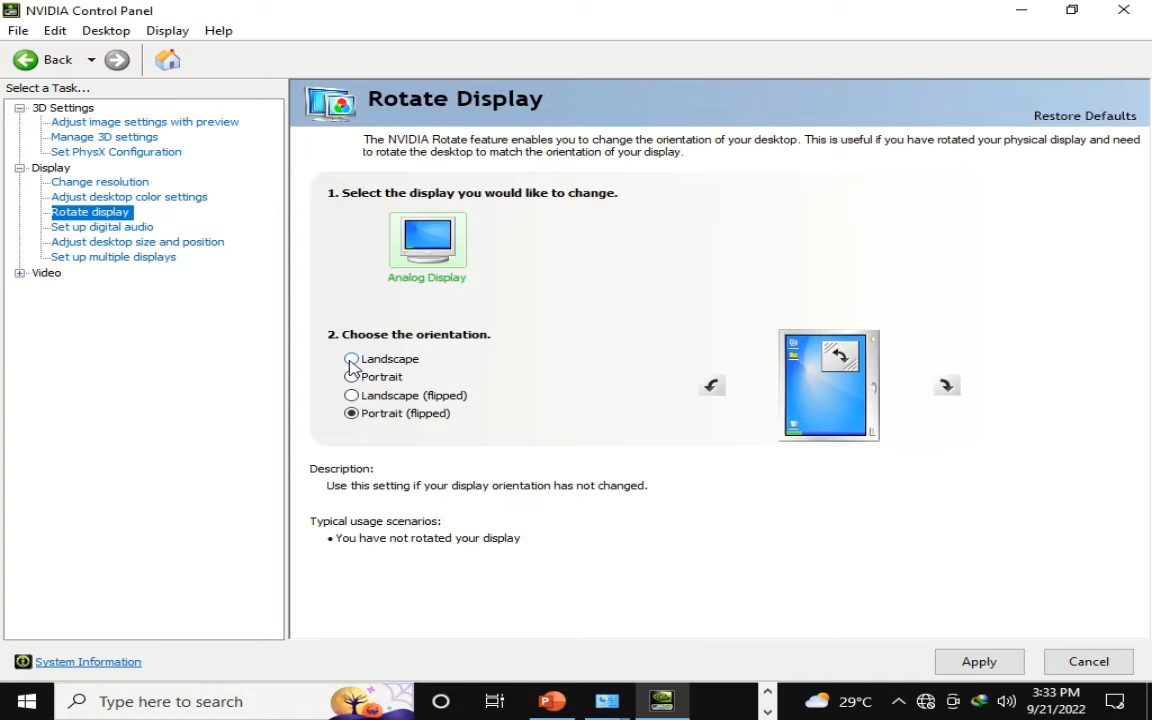 NVIDIA Control Panel
File Edit Desktop Display Help
Back
Select a Task...
3D Settings
Adjust image settings with preview
Manage 3D settings
Set PhysX Configuration
Display
Change resolution
Adjust desktop color settings
Rotate display
Set up digital audio
Adjust desktop size and position
Set up multiple displays
Video
System Information
Rotate Display
Restore Defaults
The NVIDIA Rotate feature enables you to change the orientation of your desktop. This is useful if you have rotated your physical display and need
to rotate the desktop to match the orientation of your display.
1. Select the display you would like to change.
Analog Display
2. Choose the orientation.
Landscape
Portrait
Landscape (flipped)
Portrait (flipped)
Description:
Use this setting if your display orientation has not changed.
Typical usage scenarios:
• You have not rotated your display
Apply Cancel
Type here to search
29°C
3:33 PM
9/21/2022